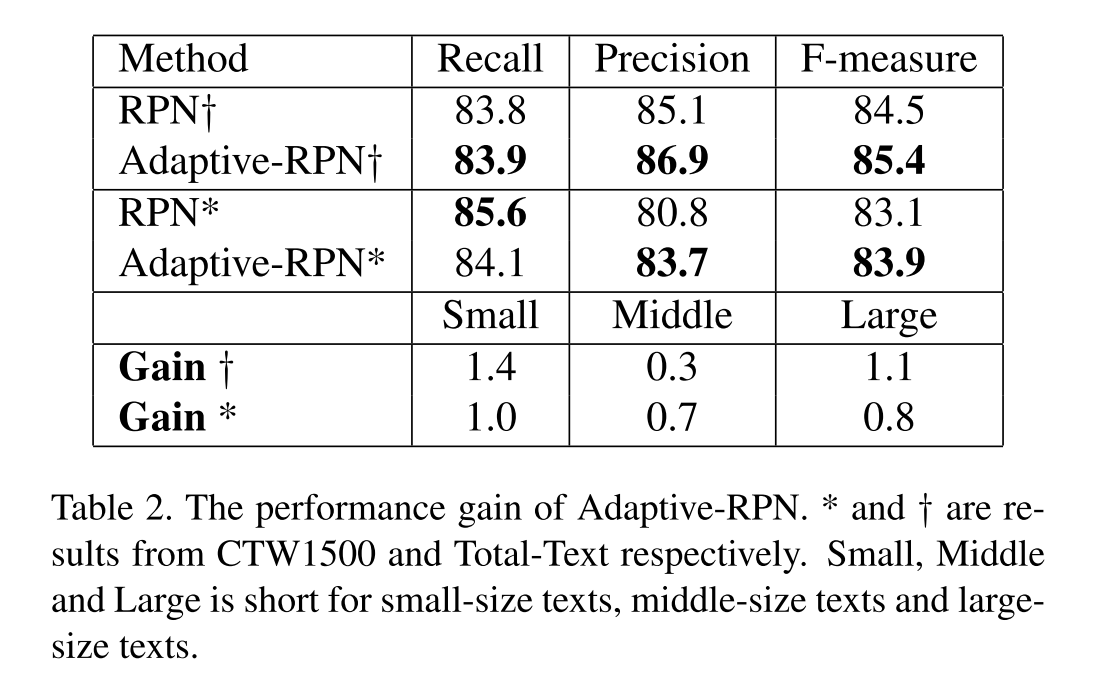 Method Recall Precision F-measure
RPN† 83.8 85.1 84.5
Adaptive-RPN† 83.9 86.9 85.4
RPN* 85.6 80.8 83.1
Adaptive-RPN* 84.1 83.7 83.9
Small Middle Large
Gain † 1.4 0.3 1.1
Gain * 1.0 0.7 0.8
Table 2. The performance gain of Adaptive-RPN. * and † are re-
sults from CTW1500 and Total-Text respectively. Small, Middle
and Large is short for small-size texts, middle-size texts and large-
size texts.